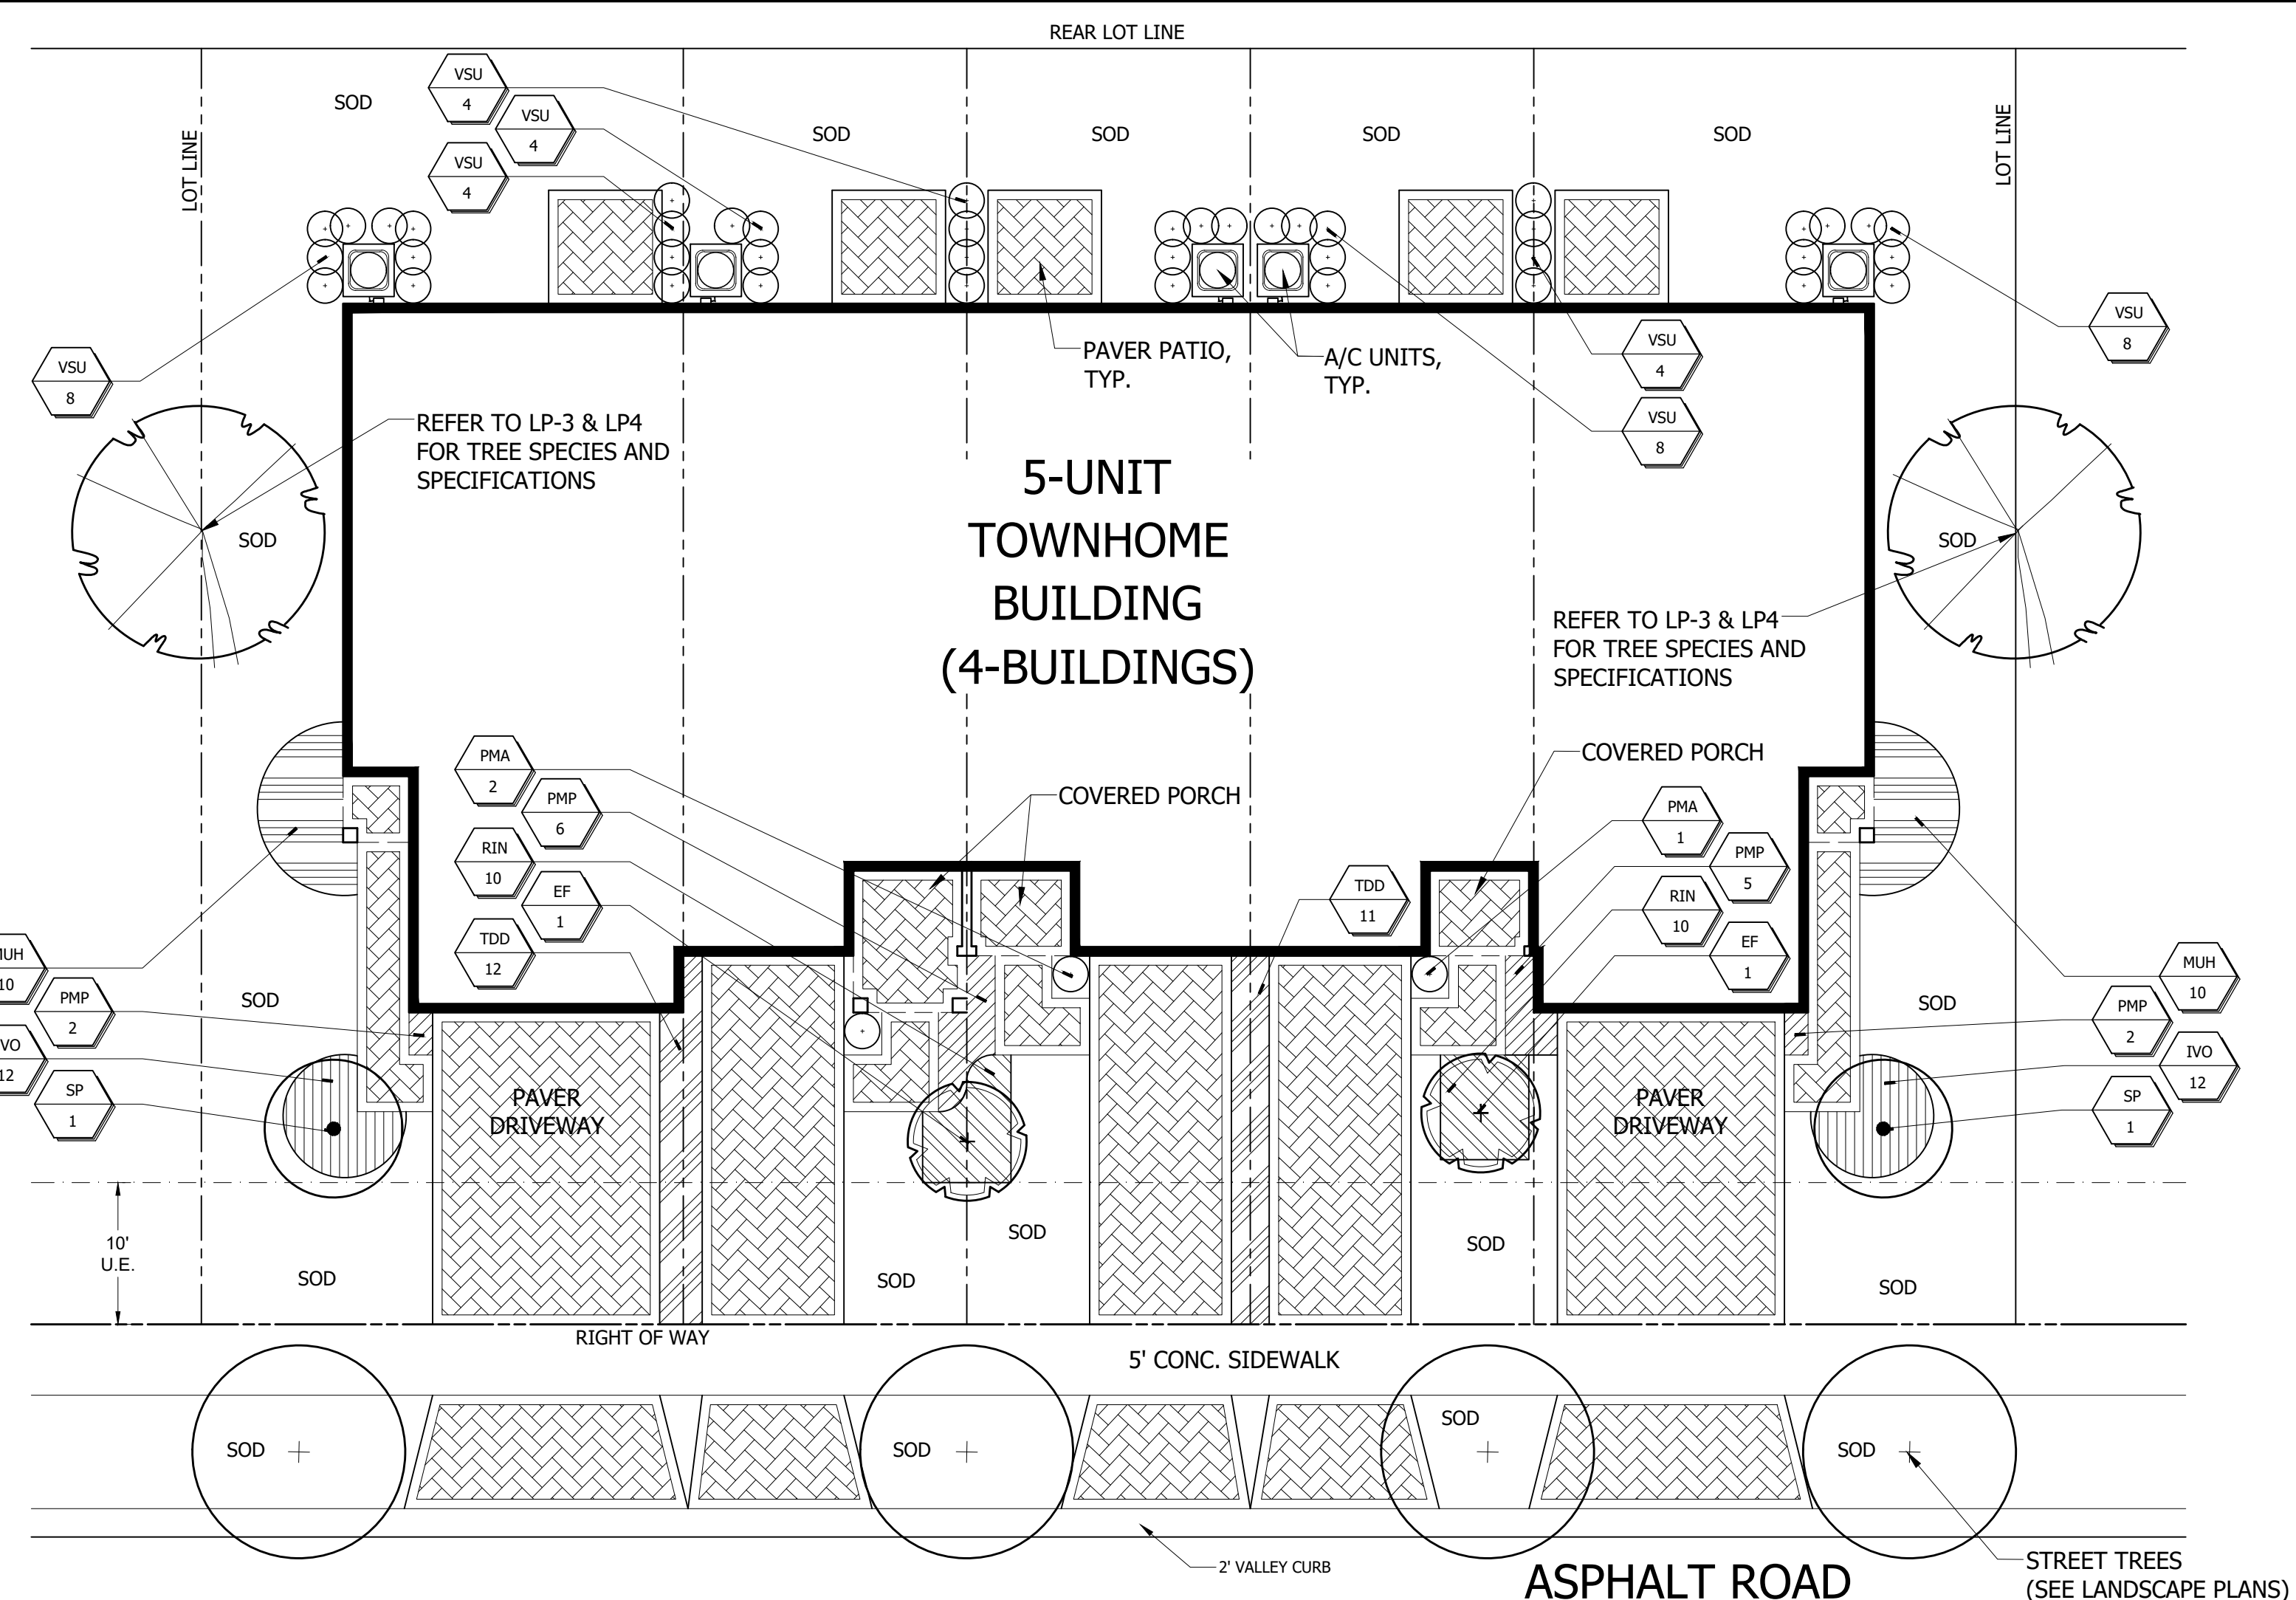 REAR LOT LINE
VSU
4
VSU
4
VSU
4
SOD
SOD
SOD
SOD
SOD
LOT LINE
LOT LINE
VSU
8
VSU
8
PAVER PATIO,
TYP.
A/C UNITS,
TYP.
VSU
4
VSU
8
REFER TO LP-3 & LP4
FOR TREE SPECIES AND
SPECIFICATIONS
SOD
5-UNIT
TOWNHOME
BUILDING
(4-BUILDINGS)
SOD
REFER TO LP-3 & LP4
FOR TREE SPECIES AND
SPECIFICATIONS
PMA
2
PMP
6
RIN
10
EF
1
TDD
12
COVERED PORCH
COVERED PORCH
TDD
11
PMA
1
PMP
5
RIN
10
EF
1
MUH
10
PMP
2
IVO
12
SP
1
SOD
SOD
MUH
10
PMP
2
IVO
12
SP
1
PAVER
DRIVEWAY
PAVER
DRIVEWAY
10'
U.E.
SOD
SOD
SOD
SOD
SOD
RIGHT OF WAY
5' CONC. SIDEWALK
SOD
SOD
SOD
SOD
2' VALLEY CURB
ASPHALT ROAD
STREET TREES
(SEE LANDSCAPE PLANS)